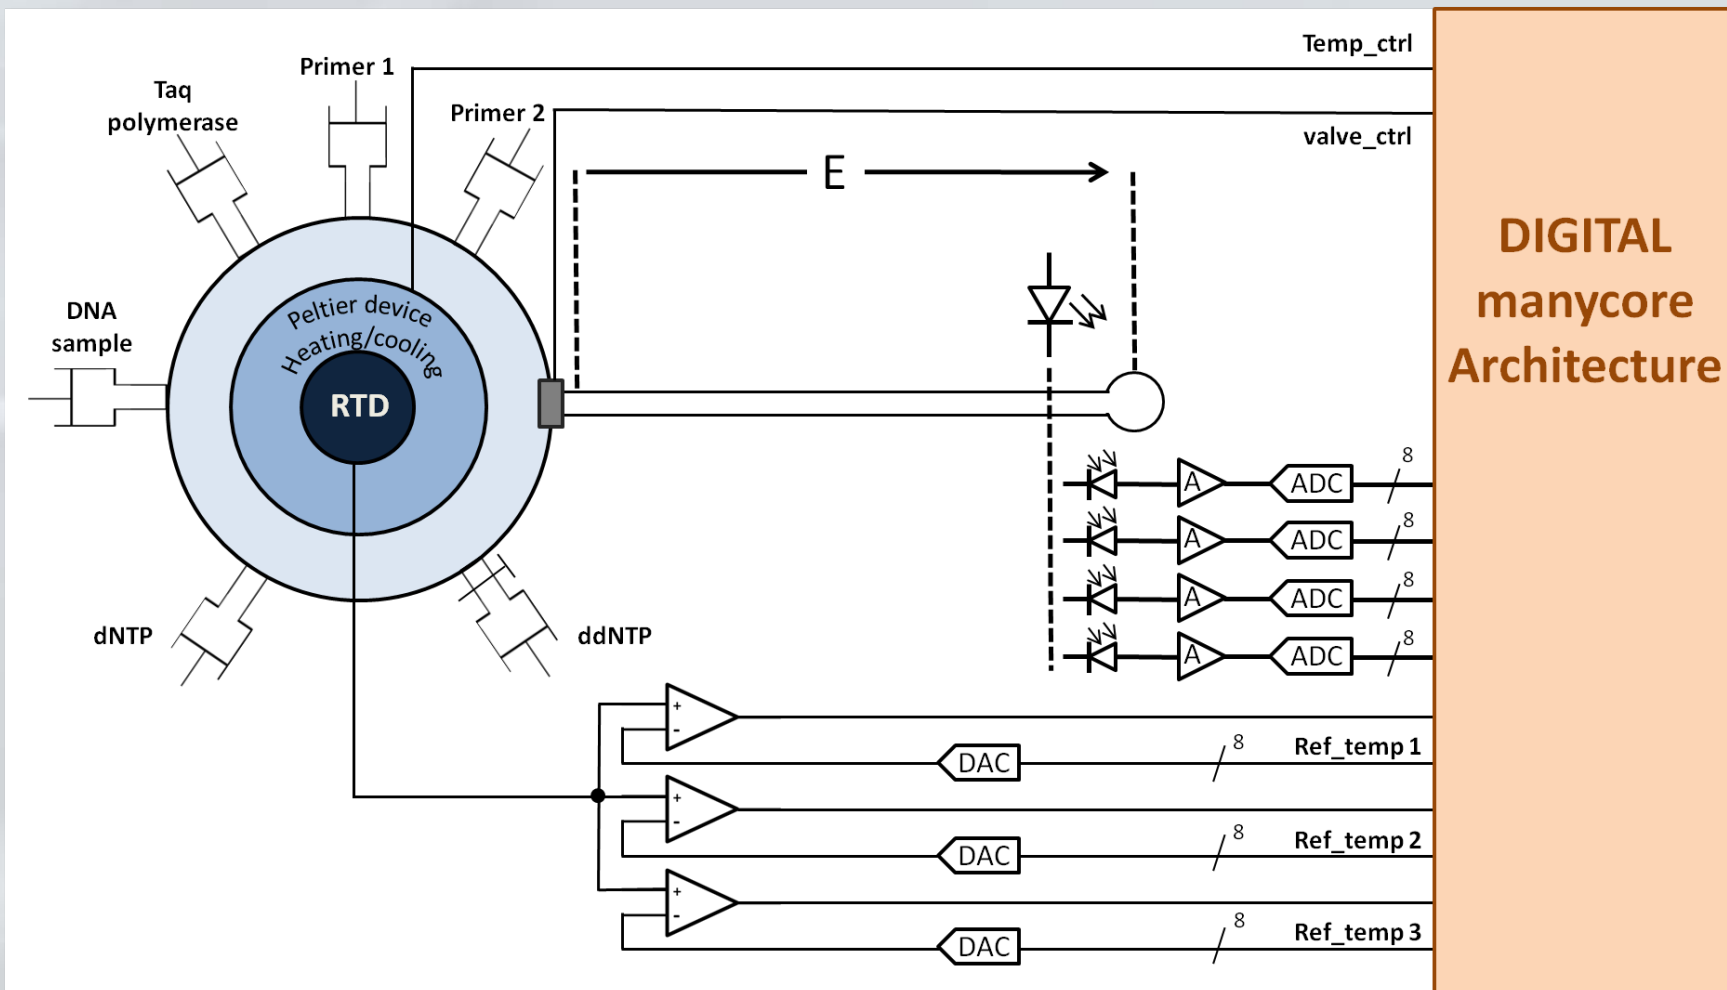 Temp_ctrl
Primer 1
Taq
polymerase
Primer 2
valve_ctrl
E
DIGITAL
manycore
Architecture
DNA
sample
Peltier device
Heating/cooling
RTD
A
ADC
8
A
ADC
8
A
ADC
8
A
ADC
8
dNTP
ddNTP
+
-
DAC
8
Ref_temp 1
+
-
DAC
8
Ref_temp 2
+
-
DAC
8
Ref_temp 3